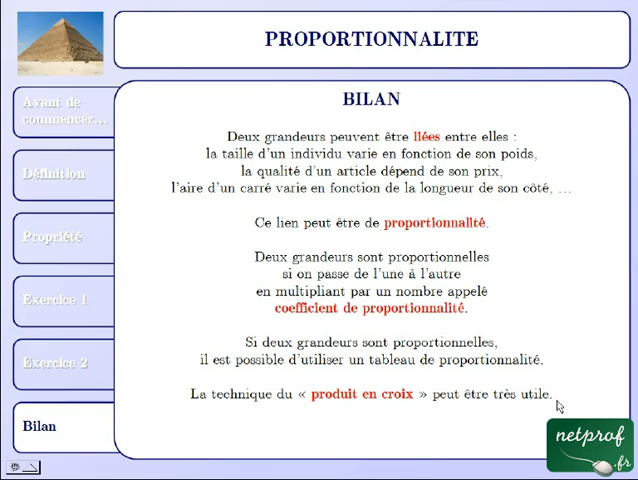 PROPORTIONNALITE
Avant de
commencer...
Définition
Propriété
Exercice 1
Exercice 2
Bilan
BILAN
Deux grandeurs peuvent être liées entre elles :
la taille d'un individu varie en fonction de son poids,
la qualité d'un article dépend de son prix,
l'aire d'un carré varie en fonction de la longueur de son côté, ...
Ce lien peut être de proportionnalité.
Deux grandeurs sont proportionnelles
si on passe de l'une à l'autre
en multipliant par un nombre appelé
coefficient de proportionnalité.
Si deux grandeurs sont proportionnelles,
il est possible d'utiliser un tableau de proportionnalité.
La technique du « produit en croix » peut être très utile.
netprof
.fr